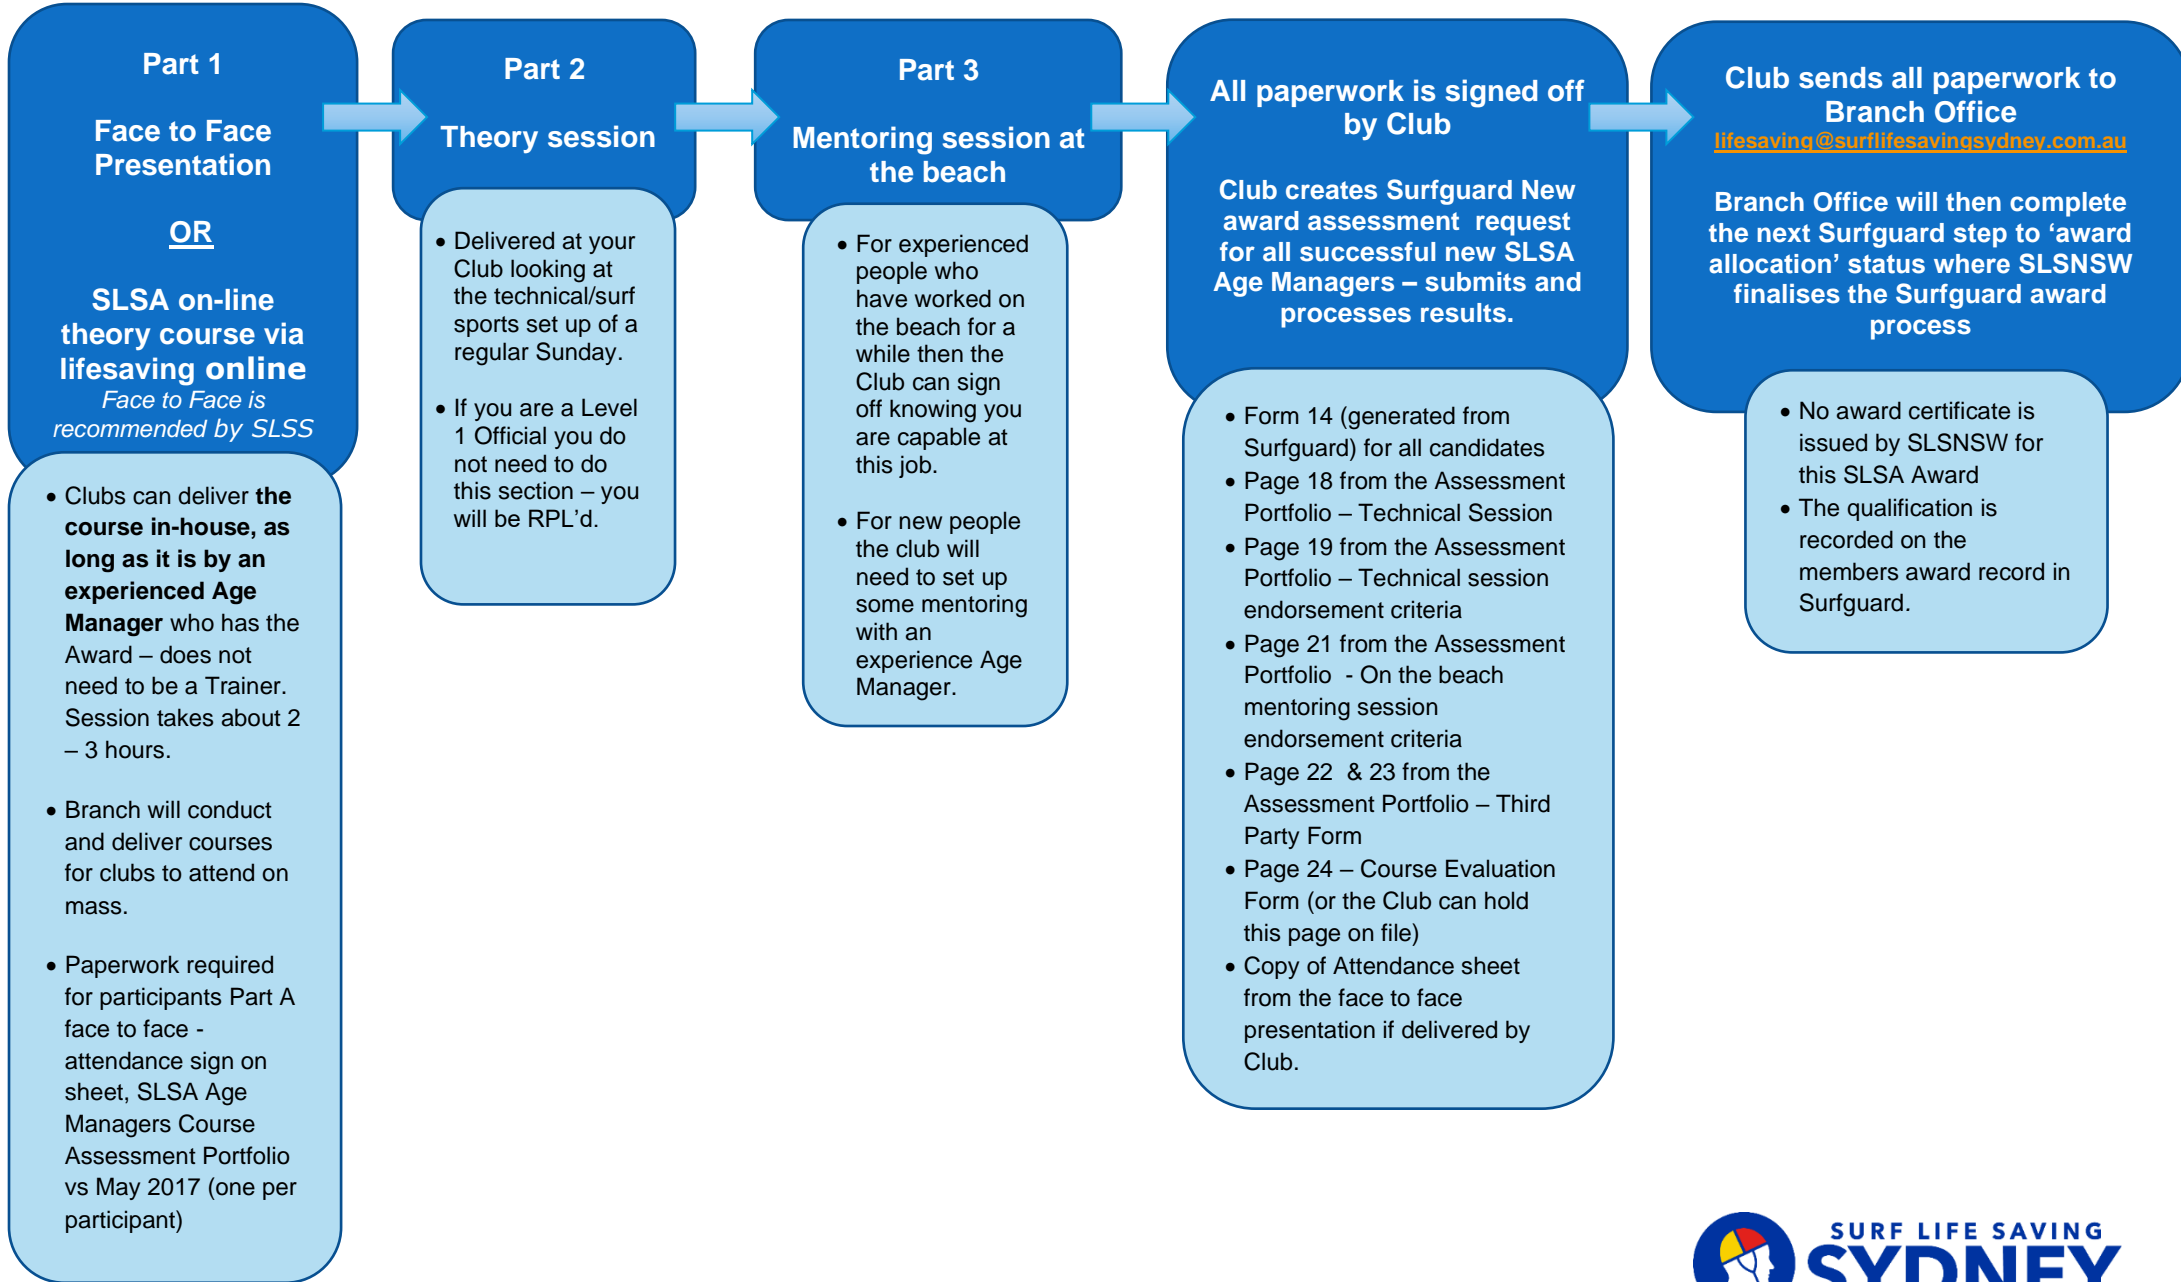 Part 1
Face to Face
Presentation
OR
SLSA on-line
theory course via
lifesaving online
Face to Face is
recommended by SLSS
• Clubs can deliver the
course in-house, as
long as it is by an
experienced Age
Manager who has the
Award – does not
need to be a Trainer.
Session takes about 2
– 3 hours.
• Branch will conduct
and deliver courses
for clubs to attend on
mass.
• Paperwork required
for participants Part A
face to face -
attendance sign on
sheet, SLSA Age
Managers Course
Assessment Portfolio
vs May 2017 (one per
participant)
Part 2
Theory session
• Delivered at your
Club looking at
the technical/surf
sports set up of a
regular Sunday.
• If you are a Level
1 Official you do
not need to do
this section – you
will be RPL’d.
Part 3
Mentoring session at
the beach
• For experienced
people who
have worked on
the beach for a
while then the
Club can sign
off knowing you
are capable at
this job.
• For new people
the club will
need to set up
some mentoring
with an
experience Age
Manager.
All paperwork is signed off
by Club
Club creates Surfguard New
award assessment request
for all successful new SLSA
Age Managers – submits and
processes results.
• Form 14 (generated from
Surfguard) for all candidates
• Page 18 from the Assessment
Portfolio – Technical Session
• Page 19 from the Assessment
Portfolio – Technical session
endorsement criteria
• Page 21 from the Assessment
Portfolio - On the beach
mentoring session
endorsement criteria
• Page 22 & 23 from the
Assessment Portfolio – Third
Party Form
• Page 24 – Course Evaluation
Form (or the Club can hold
this page on file)
• Copy of Attendance sheet
from the face to face
presentation if delivered by
Club.
Club sends all paperwork to
Branch Office
lifesaving@surflifesavingsydney.com.au
Branch Office will then complete
the next Surfguard step to ‘award
allocation’ status where SLSNSW
finalises the Surfguard award
process
• No award certificate is
issued by SLSNSW for
this SLSA Award
• The qualification is
recorded on the
members award record in
Surfguard.
SURF LIFE SAVING
SYDNEY